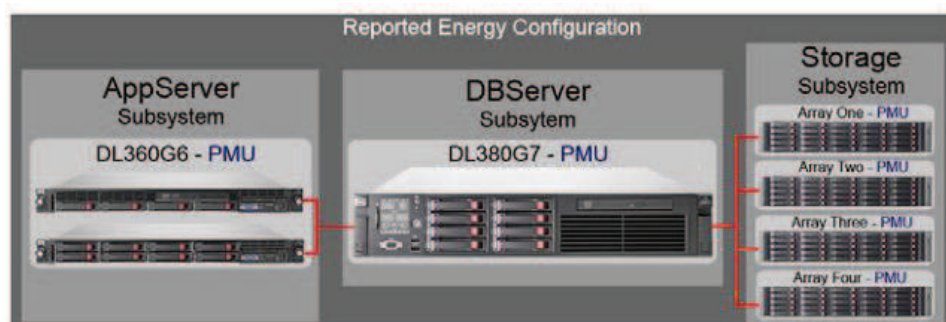 Reported Energy Configuration
AppServer
Subsystem
DL360G6 - PMU
DBServer
Subsytem
DL380G7 - PMU
Storage
Subsystem
Array One - PMU
Array Two - PMU
Array Three - PMU
Array Four - PMU